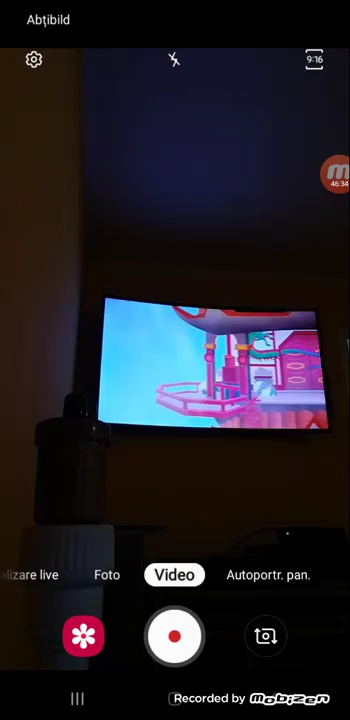 Abțibild
9:16
46:34
lizare live Foto Video Autoportr. pan.
Recorded by mobizen